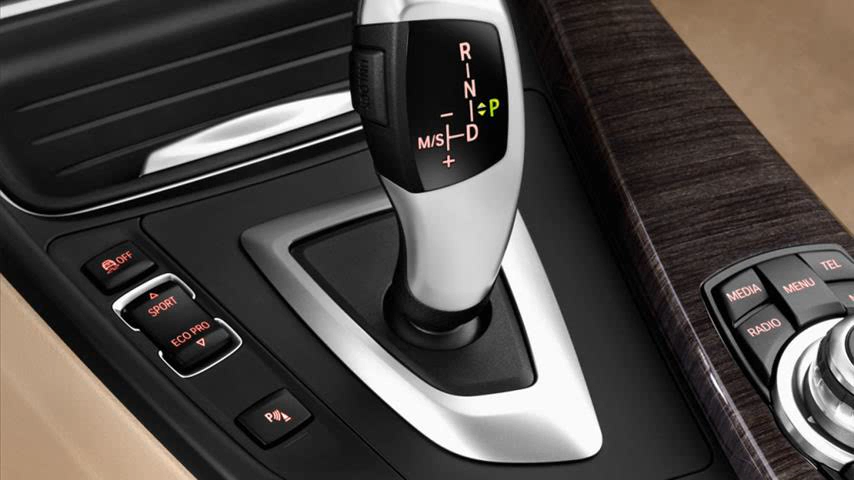 R
N
P
M/S
D
−
+
OFF
SPORT
ECO PRO
P
MEDIA
MENU
TEL
RADIO